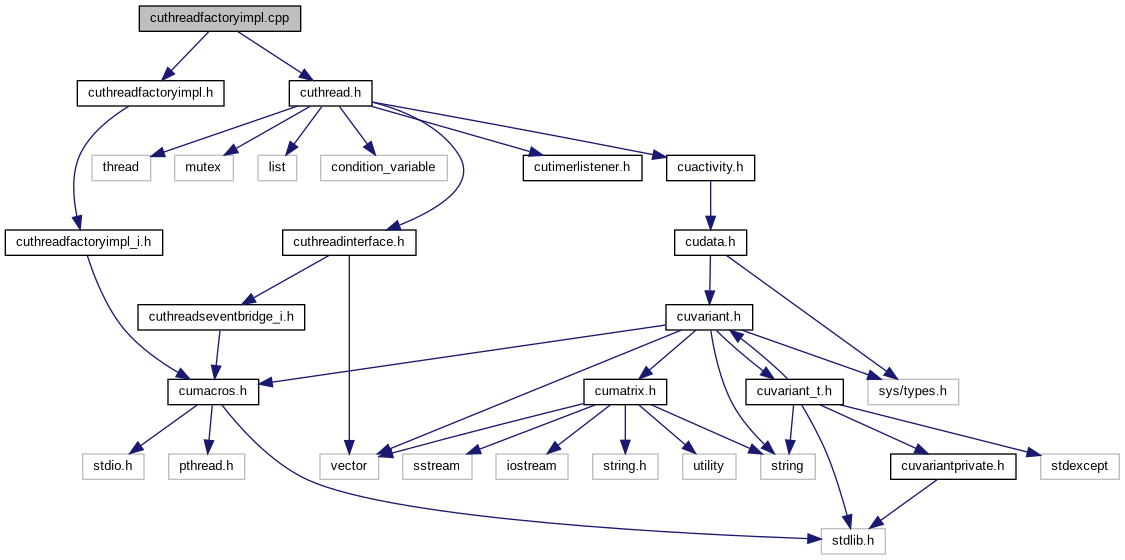 cuthreadfactoryimpl.cpp
cuthreadfactoryimpl.h
cuthread.h
thread
mutex
list
condition_variable
cutimerlistener.h
cuactivity.h
cuthreadfactoryimpl_i.h
cuthreadinterface.h
cudata.h
cuthreadseventbridge_i.h
cuvariant.h
cumacros.h
cumatrix.h
cuvariant_t.h
sys/types.h
stdio.h
pthread.h
vector
sstream
iostream
string.h
utility
string
cuvariantprivate.h
stdexcept
stdlib.h